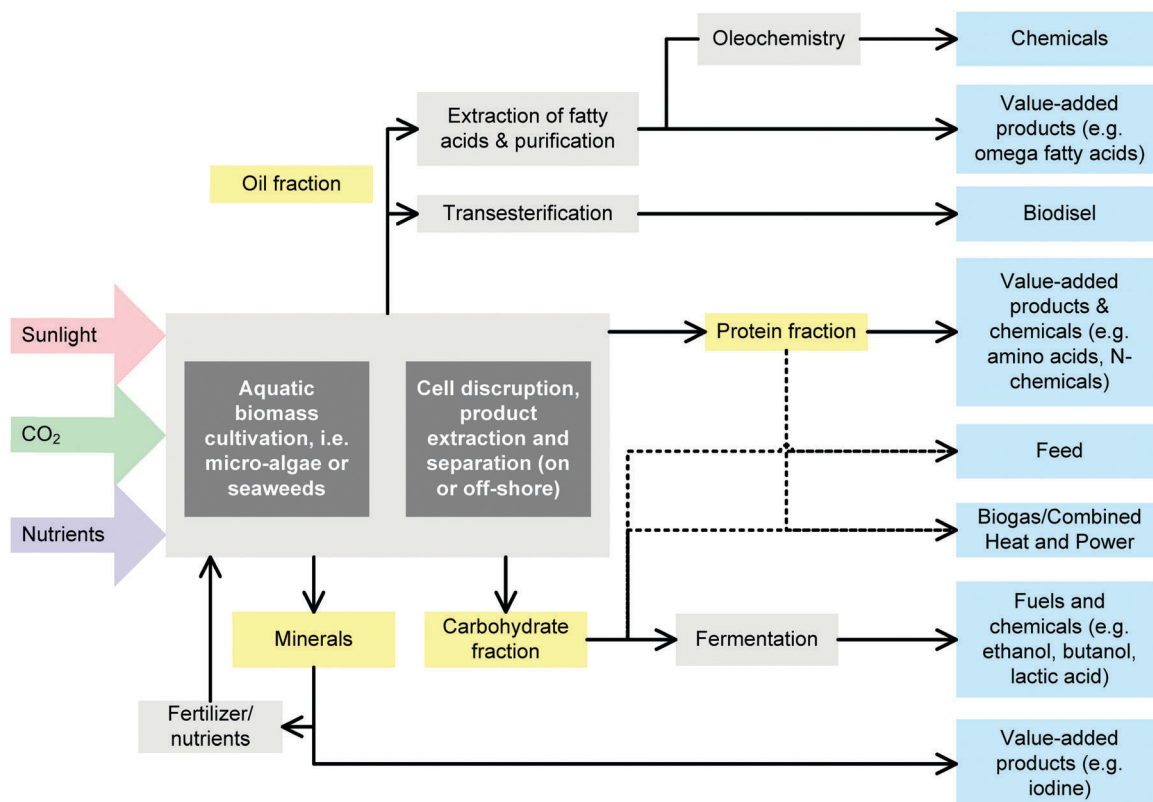 Oleochemistry
Chemicals
Extraction of fatty
acids & purification
Value-added
products (e.g.
omega fatty acids)
Oil fraction
Transesterification
Biodisel
Sunlight
CO₂
Nutrients
Aquatic
biomass
cultivation, i.e.
micro-algae or
seaweeds
Cell discruption,
product
extraction and
separation (on
or off-shore)
Protein fraction
Value-added
products &
chemicals (e.g.
amino acids, N-
chemicals)
Feed
Biogas/Combined
Heat and Power
Minerals
Carbohydrate
fraction
Fermentation
Fuels and
chemicals (e.g.
ethanol, butanol,
lactic acid)
Fertilizer/
nutrients
Value-added
products (e.g.
iodine)